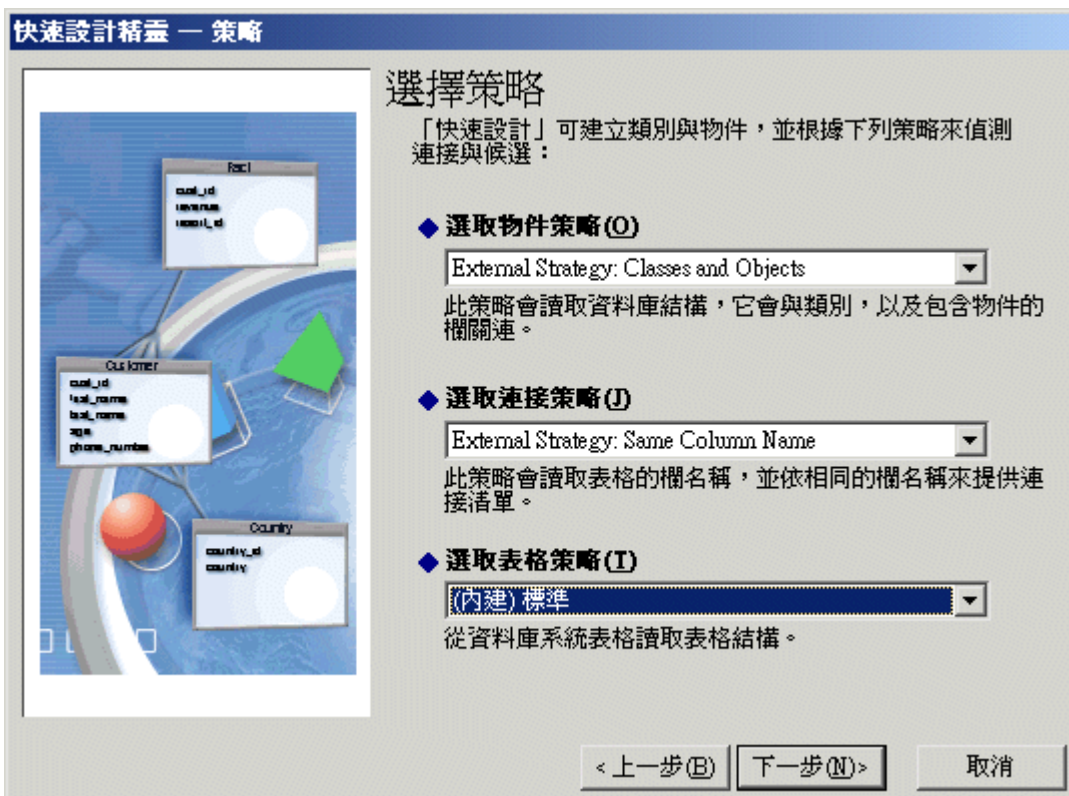 快速設計精靈 — 策略
選擇策略
「快速設計」可建立類別與物件，並根據下列策略來偵測
連接與候選：
選取物件策略(O)
External Strategy: Classes and Objects
此策略會讀取資料庫結構，它會與類別，以及包含物件的
欄關連。
選取連接策略(J)
External Strategy: Same Column Name
此策略會讀取表格的欄名稱，並依相同的欄名稱來提供連
接清單。
選取表格策略(T)
(內建) 標準
從資料庫系統表格讀取表格結構。
<上一步(B)
下一步(N)>
取消
revenue
Customer
age
phone_number
Country
country_id
country